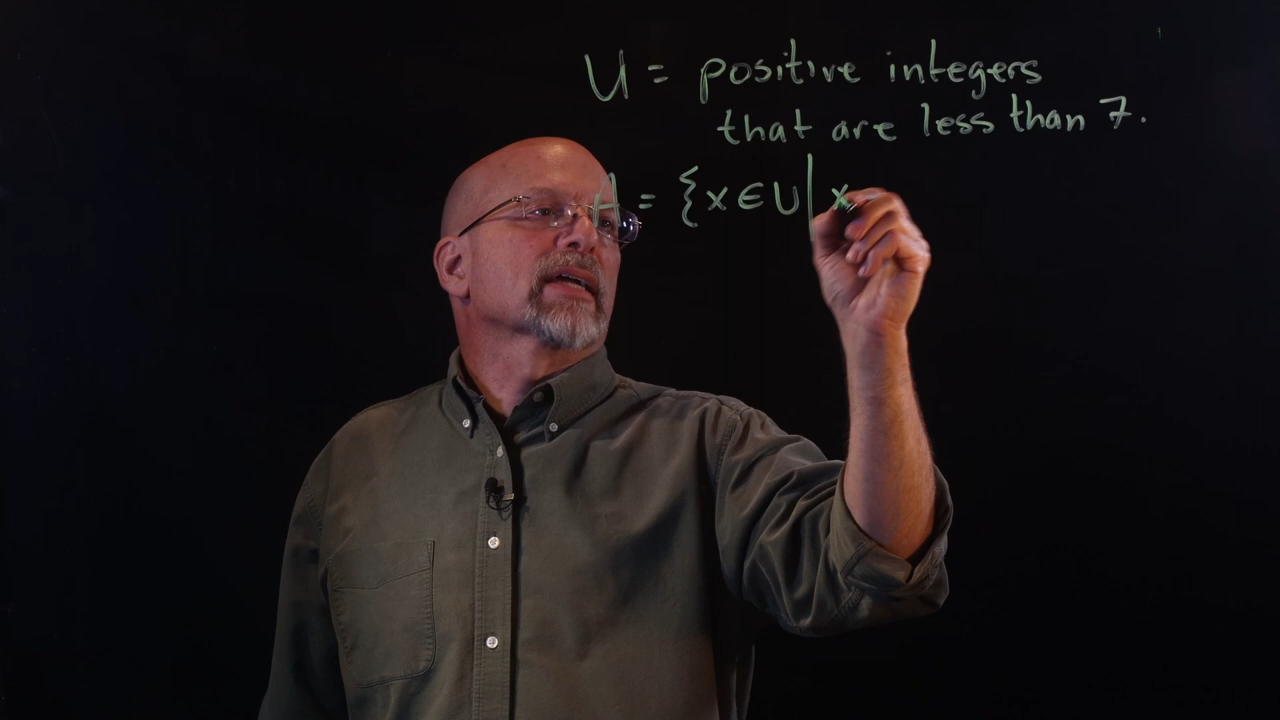 U = positive integers
that are less than 7.
A = {x ∈ U | x